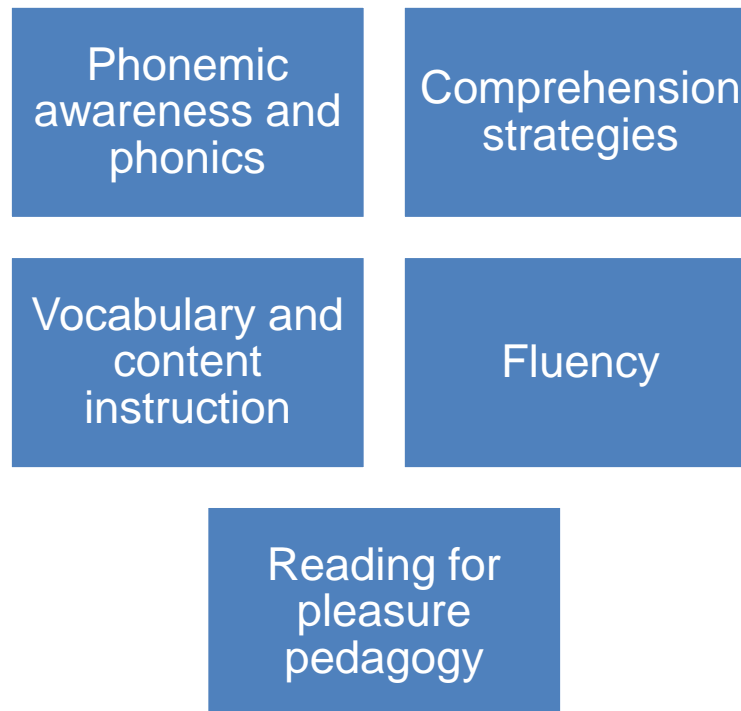 Phonemic
awareness and
phonics
Comprehension
strategies
Vocabulary and
content
instruction
Fluency
Reading for
pleasure
pedagogy